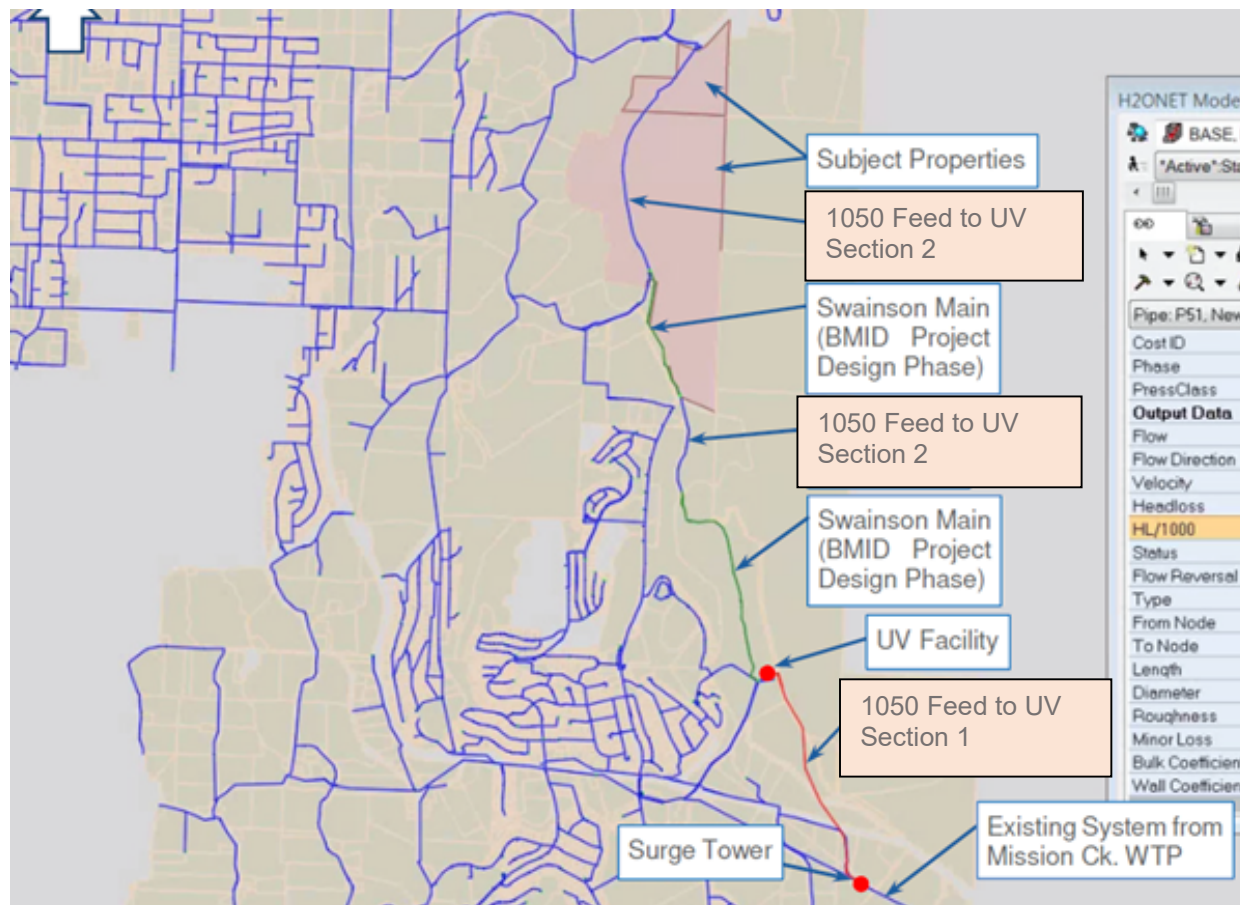 H2ONET Mode
BASE,
"Active":Sta
Subject Properties
1050 Feed to UV
Section 2
Swainson Main
(BMID Project
Design Phase)
Pipe: P51, New
Cost ID
Phase
PressClass
Output Data
Flow
Flow Direction
Velocity
Headloss
HL/1000
Status
Flow Reversal
Type
From Node
To Node
Length
Diameter
Roughness
Minor Loss
Bulk Coefficien
Wall Coefficien
1050 Feed to UV
Section 2
Swainson Main
(BMID Project
Design Phase)
UV Facility
1050 Feed to UV
Section 1
Surge Tower
Existing System from
Mission Ck. WTP